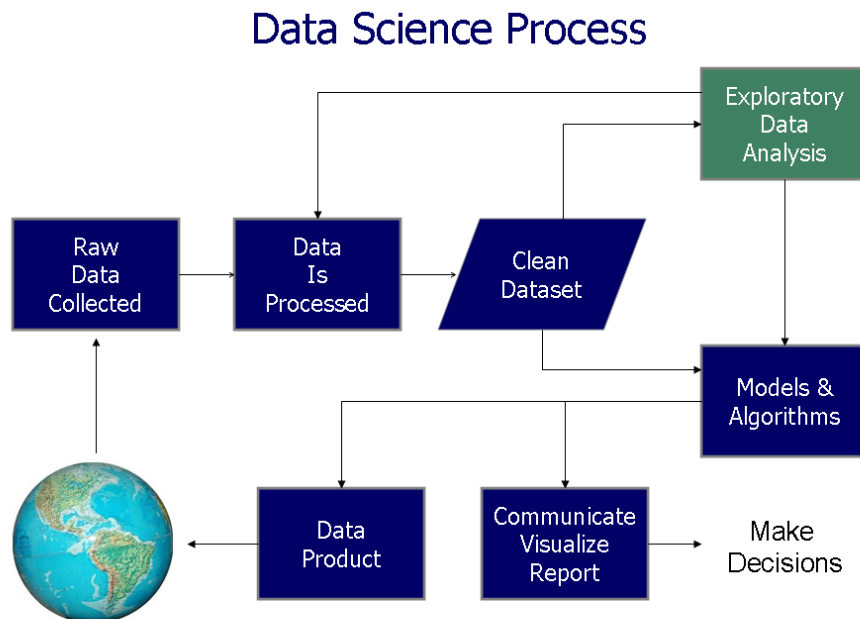 Data Science Process
Exploratory
Data
Analysis
Raw
Data
Collected
Data
Is
Processed
Clean
Dataset
Models &
Algorithms
Data
Product
Communicate
Visualize
Report
Make
Decisions